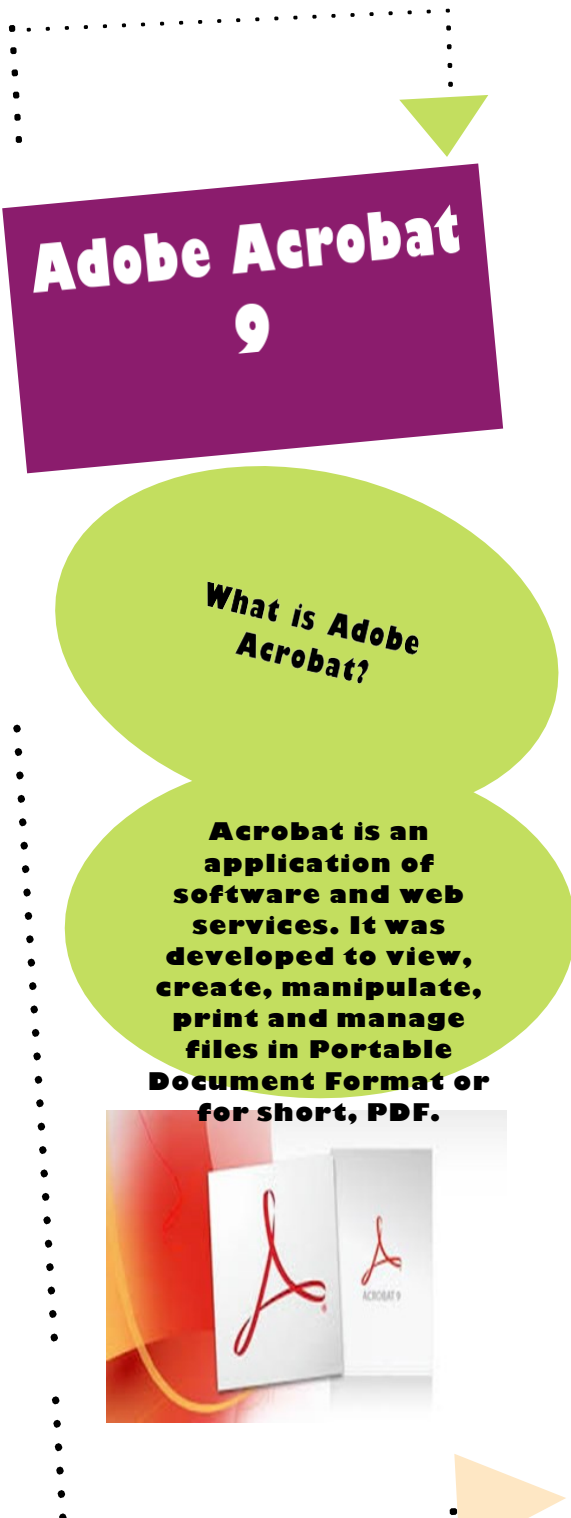 Adobe Acrobat
9
What is Adobe
Acrobat?
Acrobat is an
application of
software and web
services. It was
developed to view,
create, manipulate,
print and manage
files in Portable
Document Format or
for short, PDF.
ACROBAT 9